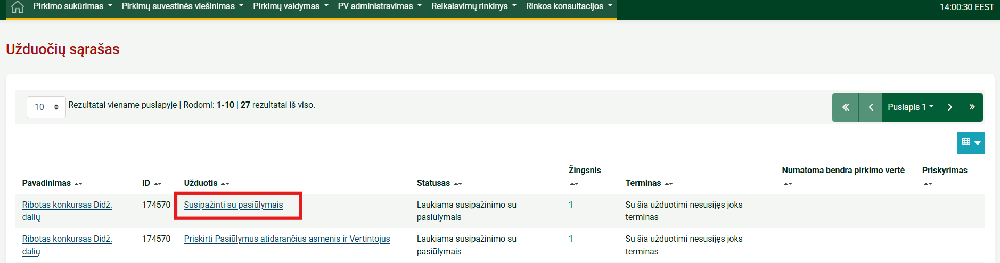 Pirkimo sukūrimas Pirkimų suvestinės viešinimas Pirkimų valdymas PV administravimas Reikalavimų rinkinys Rinkos konsultacijos 14:00:30 EEST
Užduočių sąrašas
10 Rezultatai viename puslapyje | Rodomi: 1-10 | 27 rezultatai iš viso. Puslapis 1
Žingsnis Numatoma bendra pirkimo vertė Priskyrimas
Pavadinimas ID Užduotis Statusas Terminas
Ribotas konkursas Didž. 174570 Susipažinti su pasiūlymais Laukiama susipažinimo su 1 Su šia užduotimi nesusijęs joks
dalių pasiūlymais terminas
Ribotas konkursas Didž. 174570 Priskirti Pasiūlymus atidarančius asmenis ir Vertintojus Laukiama susipažinimo su 1 Su šia užduotimi nesusijęs joks
dalių pasiūlymais terminas